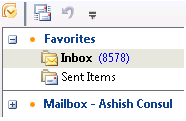 Favorites
Inbox (8578)
Sent Items
Mailbox - Ashish Consul